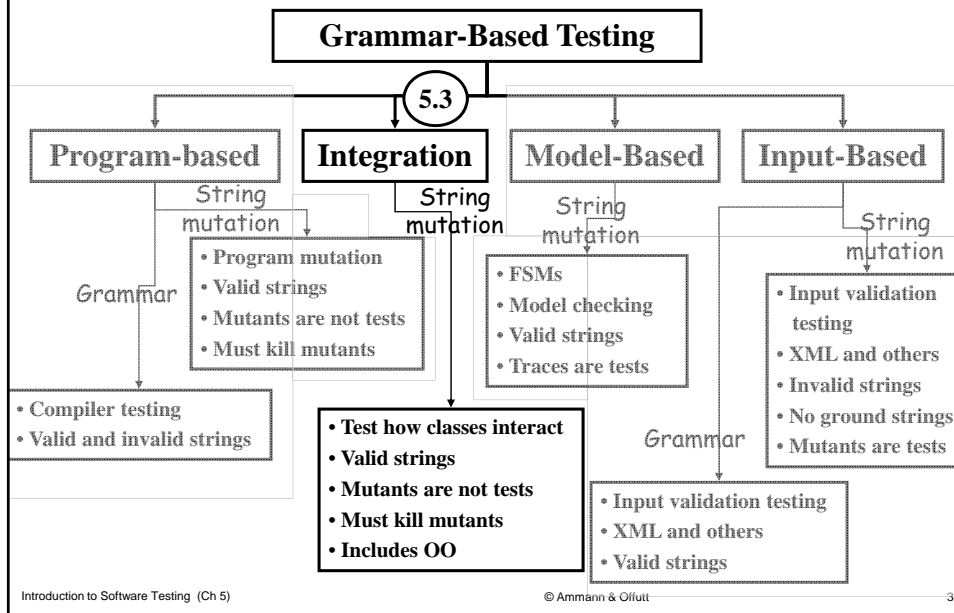 Grammar-Based Testing
5.3
Program-based
Integration
Model-Based
Input-Based
String
mutation
String
mutation
String
mutation
String
mutation
Grammar
• Program mutation
• Valid strings
• Mutants are not tests
• Must kill mutants
• FSMs
• Model checking
• Valid strings
• Traces are tests
• Input validation
testing
• XML and others
• Invalid strings
• No ground strings
• Mutants are tests
• Compiler testing
• Valid and invalid strings
• Test how classes interact
• Valid strings
• Mutants are not tests
• Must kill mutants
• Includes OO
Grammar
• Input validation testing
• XML and others
• Valid strings
Introduction to Software Testing (Ch 5)
© Ammann & Offutt
3